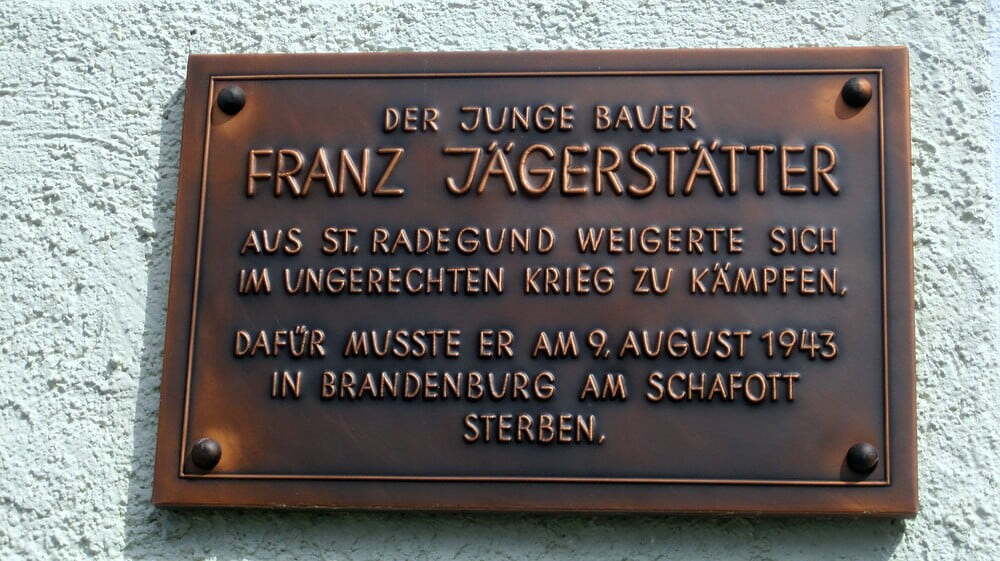 DER JUNGE BAUER
FRANZ JÄGERSTÄTTER
AUS ST. RADEGUND WEIGERTE SICH
IM UNGERECHTEN KRIEG ZU KÄMPFEN.
DAFÜR MUSSTE ER AM 9. AUGUST 1943
IN BRANDENBURG AM SCHAFOTT
STERBEN.